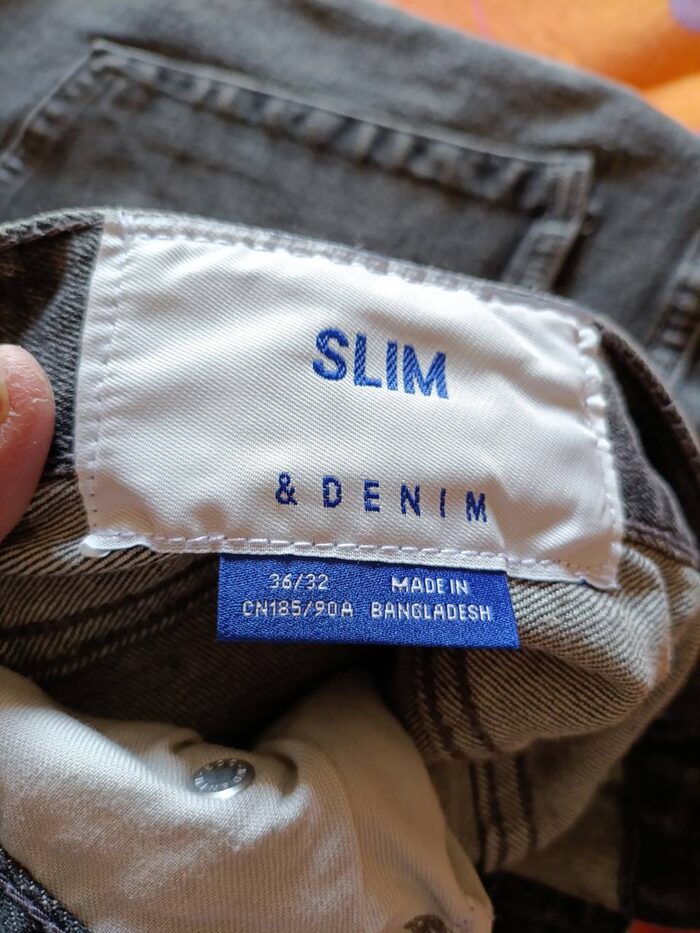 SLIM
& DENIM
36/32 MADE IN
CN185/90A BANGLADESH